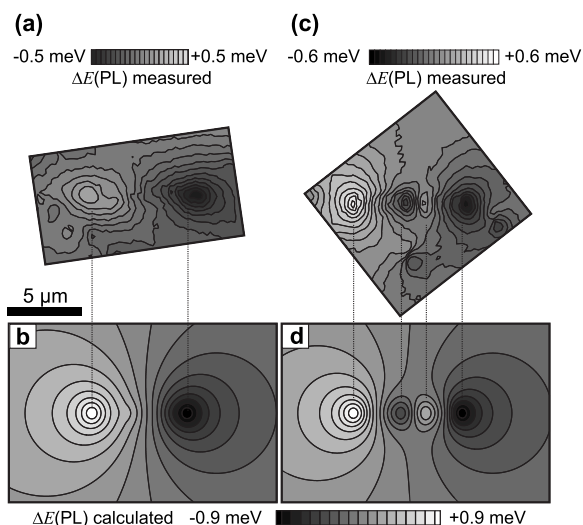 (a)
(c)
-0.5 meV +0.5 meV
ΔE(PL) measured
-0.6 meV +0.6 meV
ΔE(PL) measured
5 µm
b
d
ΔE(PL) calculated -0.9 meV +0.9 meV